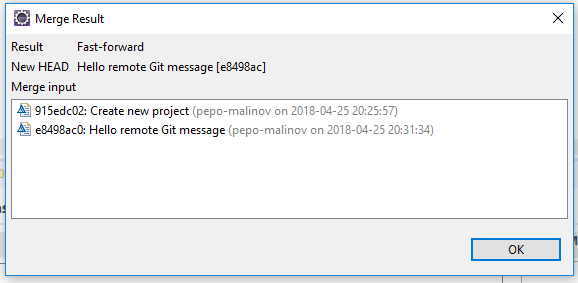 Merge Result
Result Fast-forward
New HEAD Hello remote Git message [e8498ac]
Merge input
915edc02: Create new project (pepo-malinov on 2018-04-25 20:25:57)
e8498ac0: Hello remote Git message (pepo-malinov on 2018-04-25 20:31:34)
OK